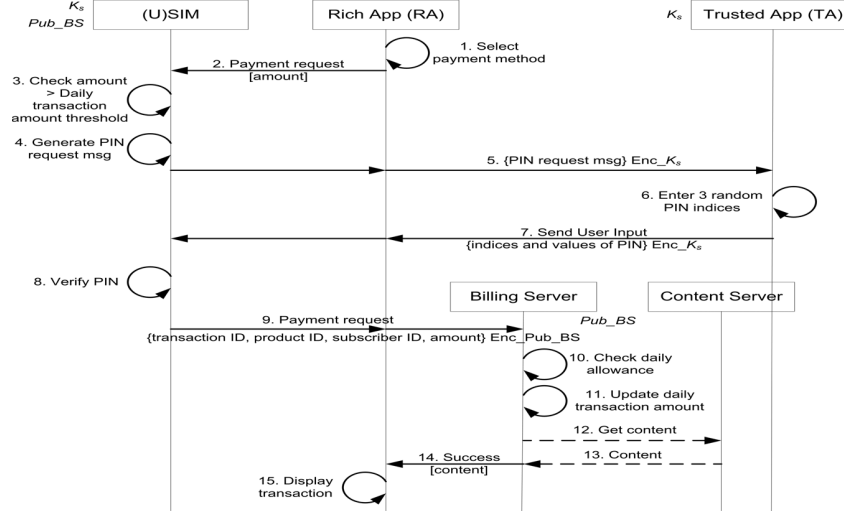 Kₛ
Pub_BS
(U)SIM
Rich App (RA)
Kₛ
Trusted App (TA)
1. Select
payment method
2. Payment request
[amount]
3. Check amount
> Daily
transaction
amount threshold
4. Generate PIN
request msg
5. {PIN request msg} Enc_Kₛ
6. Enter 3 random
PIN indices
7. Send User Input
{indices and values of PIN} Enc_Kₛ
8. Verify PIN
Billing Server
Content Server
Pub_BS
9. Payment request
{transaction ID, product ID, subscriber ID, amount} Enc_Pub_BS
10. Check daily
allowance
11. Update daily
transaction amount
12. Get content
13. Content
14. Success
[content]
15. Display
transaction